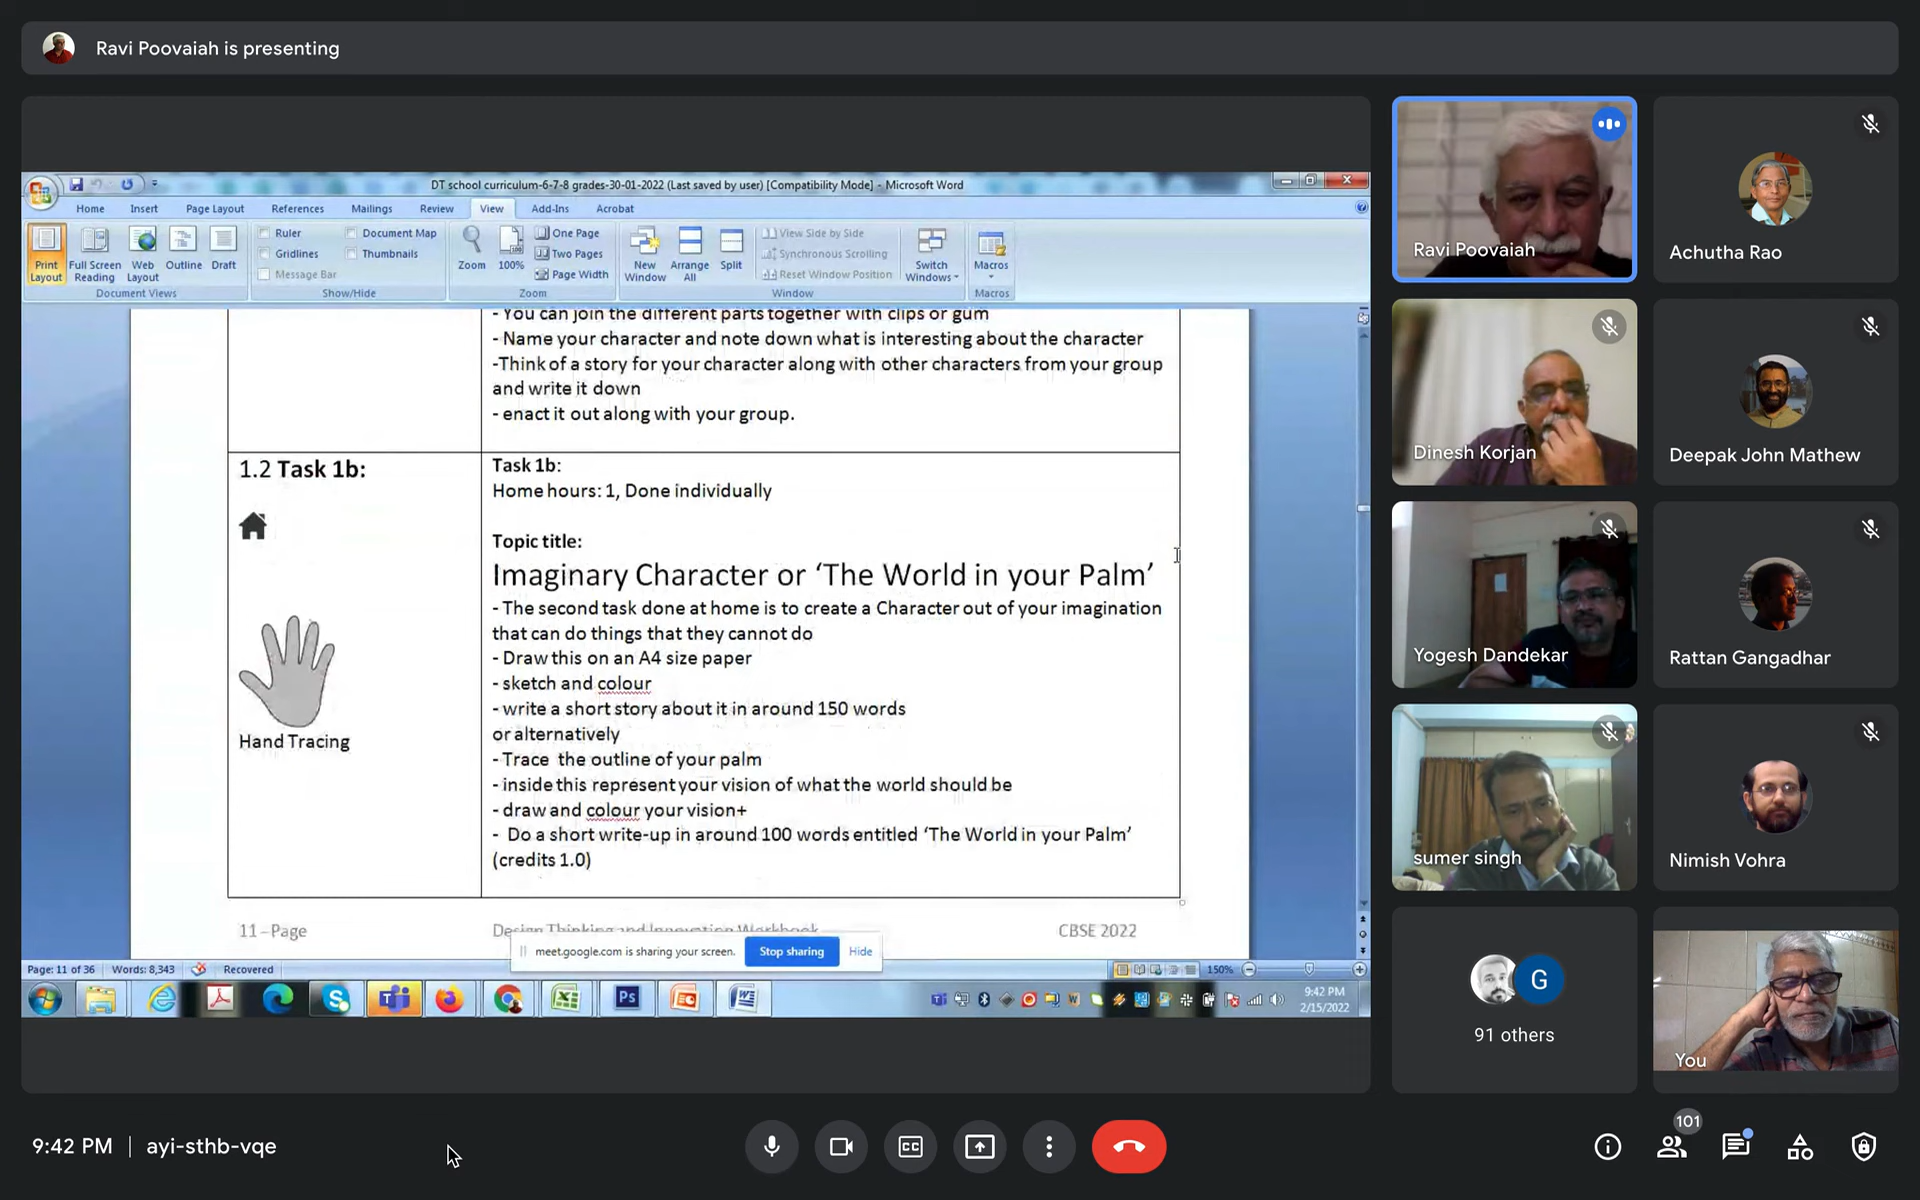 Ravi Poovaiah is presenting
DT school curriculum-6-7-8 grades-30-01-2022 (Last saved by user) [Compatibility Mode] - Microsoft Word
Home Insert Page Layout References Mailings Review View Add-Ins Acrobat
Print Layout
Full Screen Reading
Web Layout
Outline
Draft
Document Views
Ruler
Gridlines
Message Bar
Document Map
Thumbnails
Show/Hide
Zoom
100%
One Page
Two Pages
Page Width
Zoom
New Window
Arrange All
Split
View Side by Side
Synchronous Scrolling
Reset Window Position
Window
Switch Windows
Macros
Macros
- You can join the different parts together with clips or gum
- Name your character and note down what is interesting about the character
-Think of a story for your character along with other characters from your group
and write it down
- enact it out along with your group.
1.2 Task 1b:
Hand Tracing
Task 1b:
Home hours: 1, Done individually
Topic title:
Imaginary Character or ‘The World in your Palm’
- The second task done at home is to create a Character out of your imagination
that can do things that they cannot do
- Draw this on an A4 size paper
- sketch and colour
- write a short story about it in around 150 words
or alternatively
- Trace the outline of your palm
- inside this represent your vision of what the world should be
- draw and colour your vision+
- Do a short write-up in around 100 words entitled ‘The World in your Palm’
(credits 1.0)
11 – Page Design Thinking and Innovation Workbook CBSE 2022
meet.google.com is sharing your screen. Stop sharing Hide
Page: 11 of 36 Words: 8,343 Recovered 150%
Ps
9:42 PM
2/15/2022
Ravi Poovaiah
Achutha Rao
Dinesh Korjan
Deepak John Mathew
Yogesh Dandekar
Rattan Gangadhar
sumer singh
Nimish Vohra
G
91 others
You
9:42 PM | ayi-sthb-vqe
CC
101